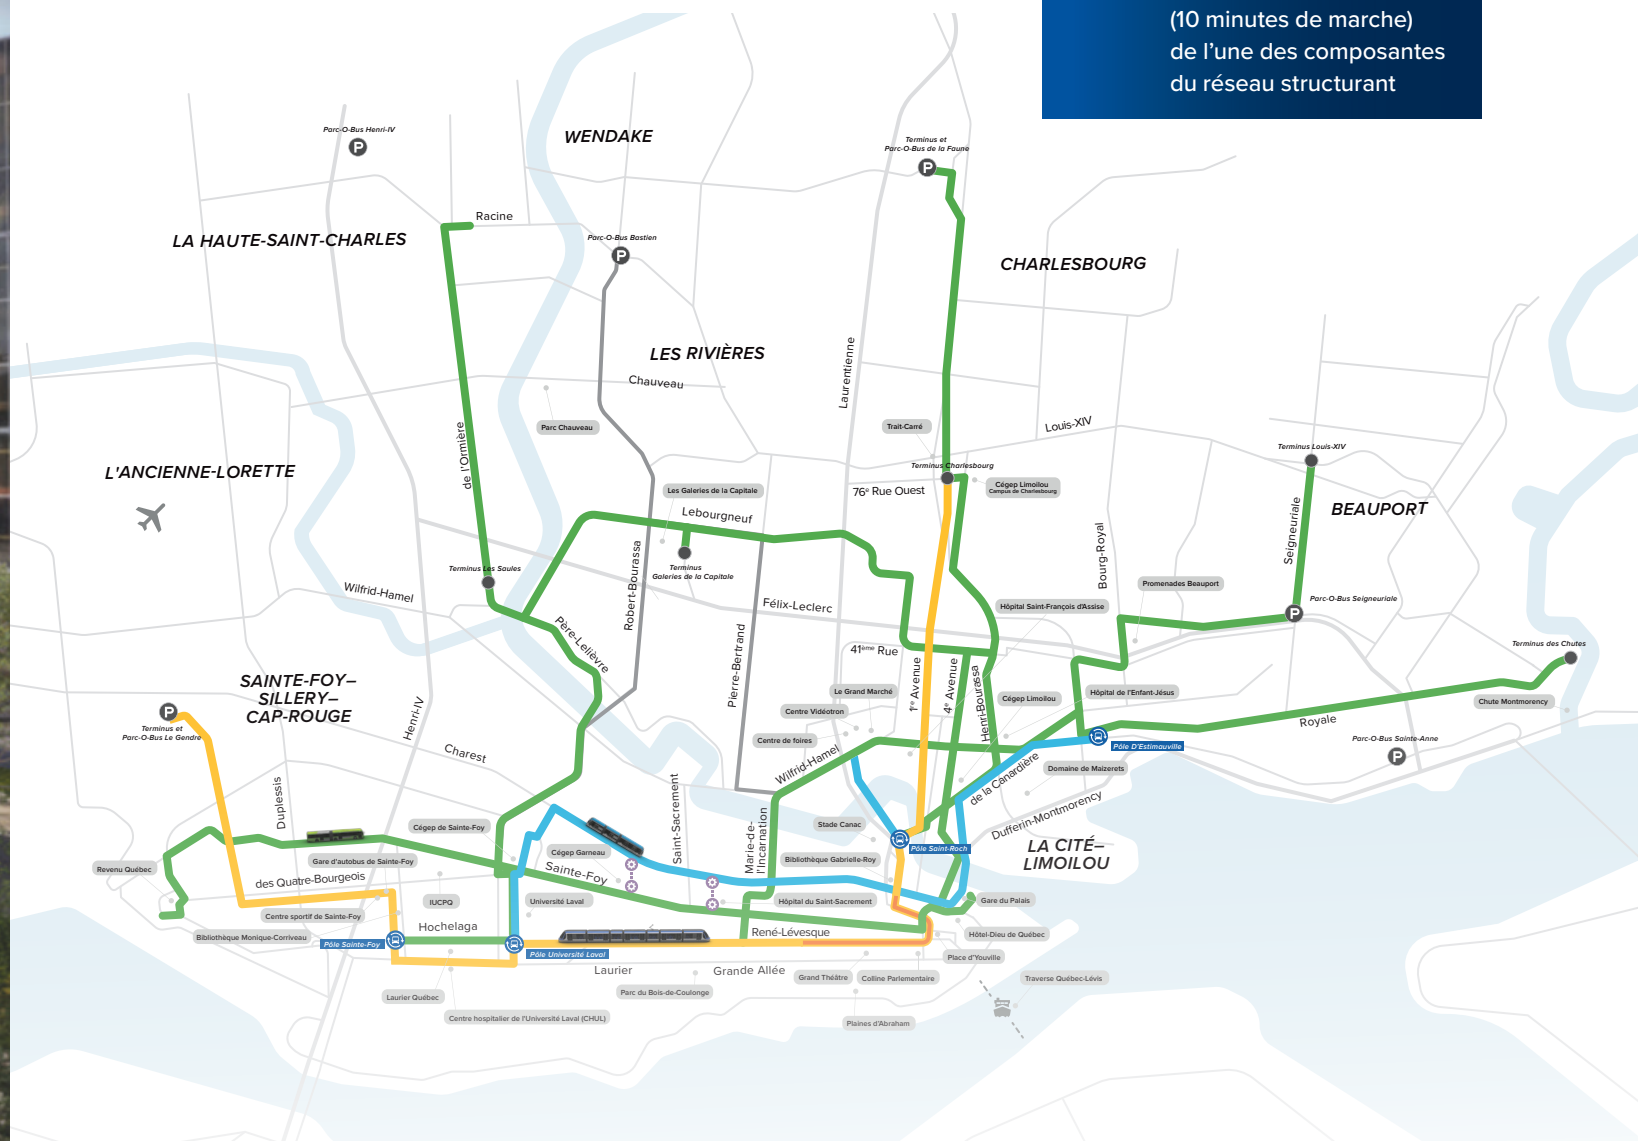 (10 minutes de marche)
de l'une des composantes
du réseau structurant
Parc-O-Bus Henri-IV
WENDAKE
Terminus et
Parc-O-Bus de la Faune
P
P
Racine
LA HAUTE-SAINT-CHARLES
Parc-O-Bus Bastien
P
CHARLESBOURG
LES RIVIÈRES
Chauveau
Laurentienne
Parc Chauveau
Trait-Carré
Louis-XIV
de l'Ormière
Terminus Louis-XIV
L'ANCIENNE-LORETTE
Terminus Charlesbourg
Les Galeries de la Capitale
76e Rue Ouest
Cégep Limoilou
Campus de Charlesbourg
Lebourgneuf
BEAUPORT
Seigneuriale
Bourg-Royal
Robert-Bourassa
Terminus Les Saules
Terminus
Galeries de la Capitale
Promenades Beauport
Wilfrid-Hamel
Félix-Leclerc
Hôpital Saint-François d'Assise
Parc-O-Bus Seigneuriale
P
Père-Lelièvre
Pierre-Bertrand
41ème Rue
Terminus des Chutes
SAINTE-FOY–
SILLERY–
CAP-ROUGE
1re Avenue
4e Avenue
Henri-Bourassa
Le Grand Marché
Cégep Limoilou
Hôpital de l'Enfant-Jésus
Chute Montmorency
P
Terminus et
Parc-O-Bus Le Gendre
Henri-IV
Centre Vidéotron
Royale
Centre de foires
Pôle D'Estimauville
Parc-O-Bus Sainte-Anne
P
Charest
Wilfrid-Hamel
Domaine de Maizerets
de la Canardière
Duplessis
Saint-Sacrement
Marie-de-
l'Incarnation
Dufferin-Montmorency
Cégep de Sainte-Foy
Stade Canac
Pôle Saint-Roch
LA CITÉ–
LIMOILOU
Cégep Garneau
Bibliothèque Gabrielle-Roy
Gare d'autobus de Sainte-Foy
Revenu Québec
Sainte-Foy
des Quatre-Bourgeois
IUCPQ
Université Laval
Hôpital du Saint-Sacrement
Gare du Palais
Centre sportif de Sainte-Foy
Hochelaga
René-Lévesque
Hôtel-Dieu de Québec
Bibliothèque Monique-Corriveau
Pôle Sainte-Foy
Pôle Université Laval
Place d'Youville
Laurier
Grande Allée
Grand Théâtre
Colline Parlementaire
Traverse Québec-Lévis
Laurier Québec
Parc du Bois-de-Coulonge
Centre hospitalier de l'Université Laval (CHUL)
Plaines d'Abraham